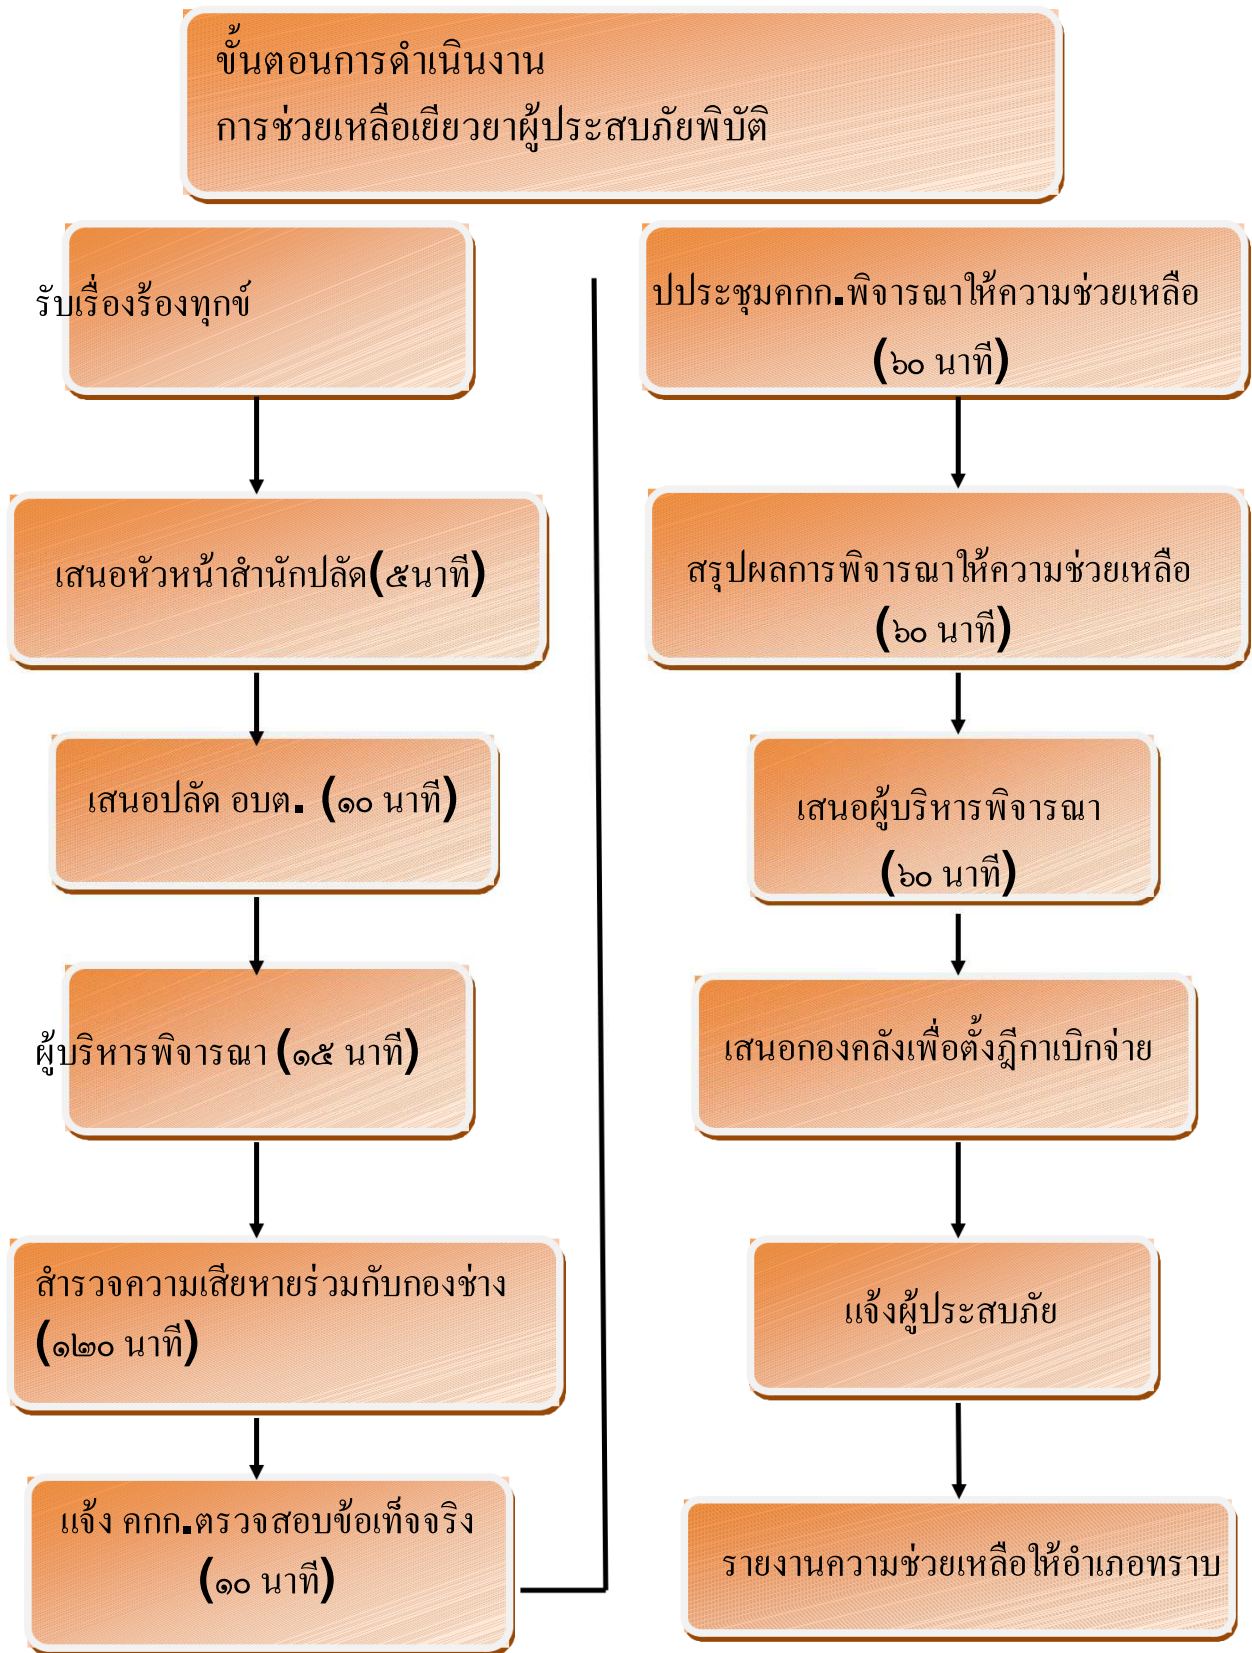 ขั้นตอนการดำเนินงาน
การช่วยเหลือเยียวยาผู้ประสบภัยพิบัติ
รับเรื่องร้องทุกข์
เสนอหัวหน้าสำนักปลัด(๕นาที)
เสนอปลัด อบต. (๑๐ นาที)
ผู้บริหารพิจารณา (๑๕ นาที)
สำรวจความเสียหายร่วมกับกองช่าง
(๑๒๐ นาที)
แจ้ง คกก.ตรวจสอบข้อเท็จจริง
(๑๐ นาที)
ปประชุมคกก.พิจารณาให้ความช่วยเหลือ
(๖๐ นาที)
สรุปผลการพิจารณาให้ความช่วยเหลือ
(๖๐ นาที)
เสนอผู้บริหารพิจารณา
(๖๐ นาที)
เสนอกองคลังเพื่อตั้งฎีกาเบิกจ่าย
แจ้งผู้ประสบภัย
รายงานความช่วยเหลือให้อำเภอทราบ